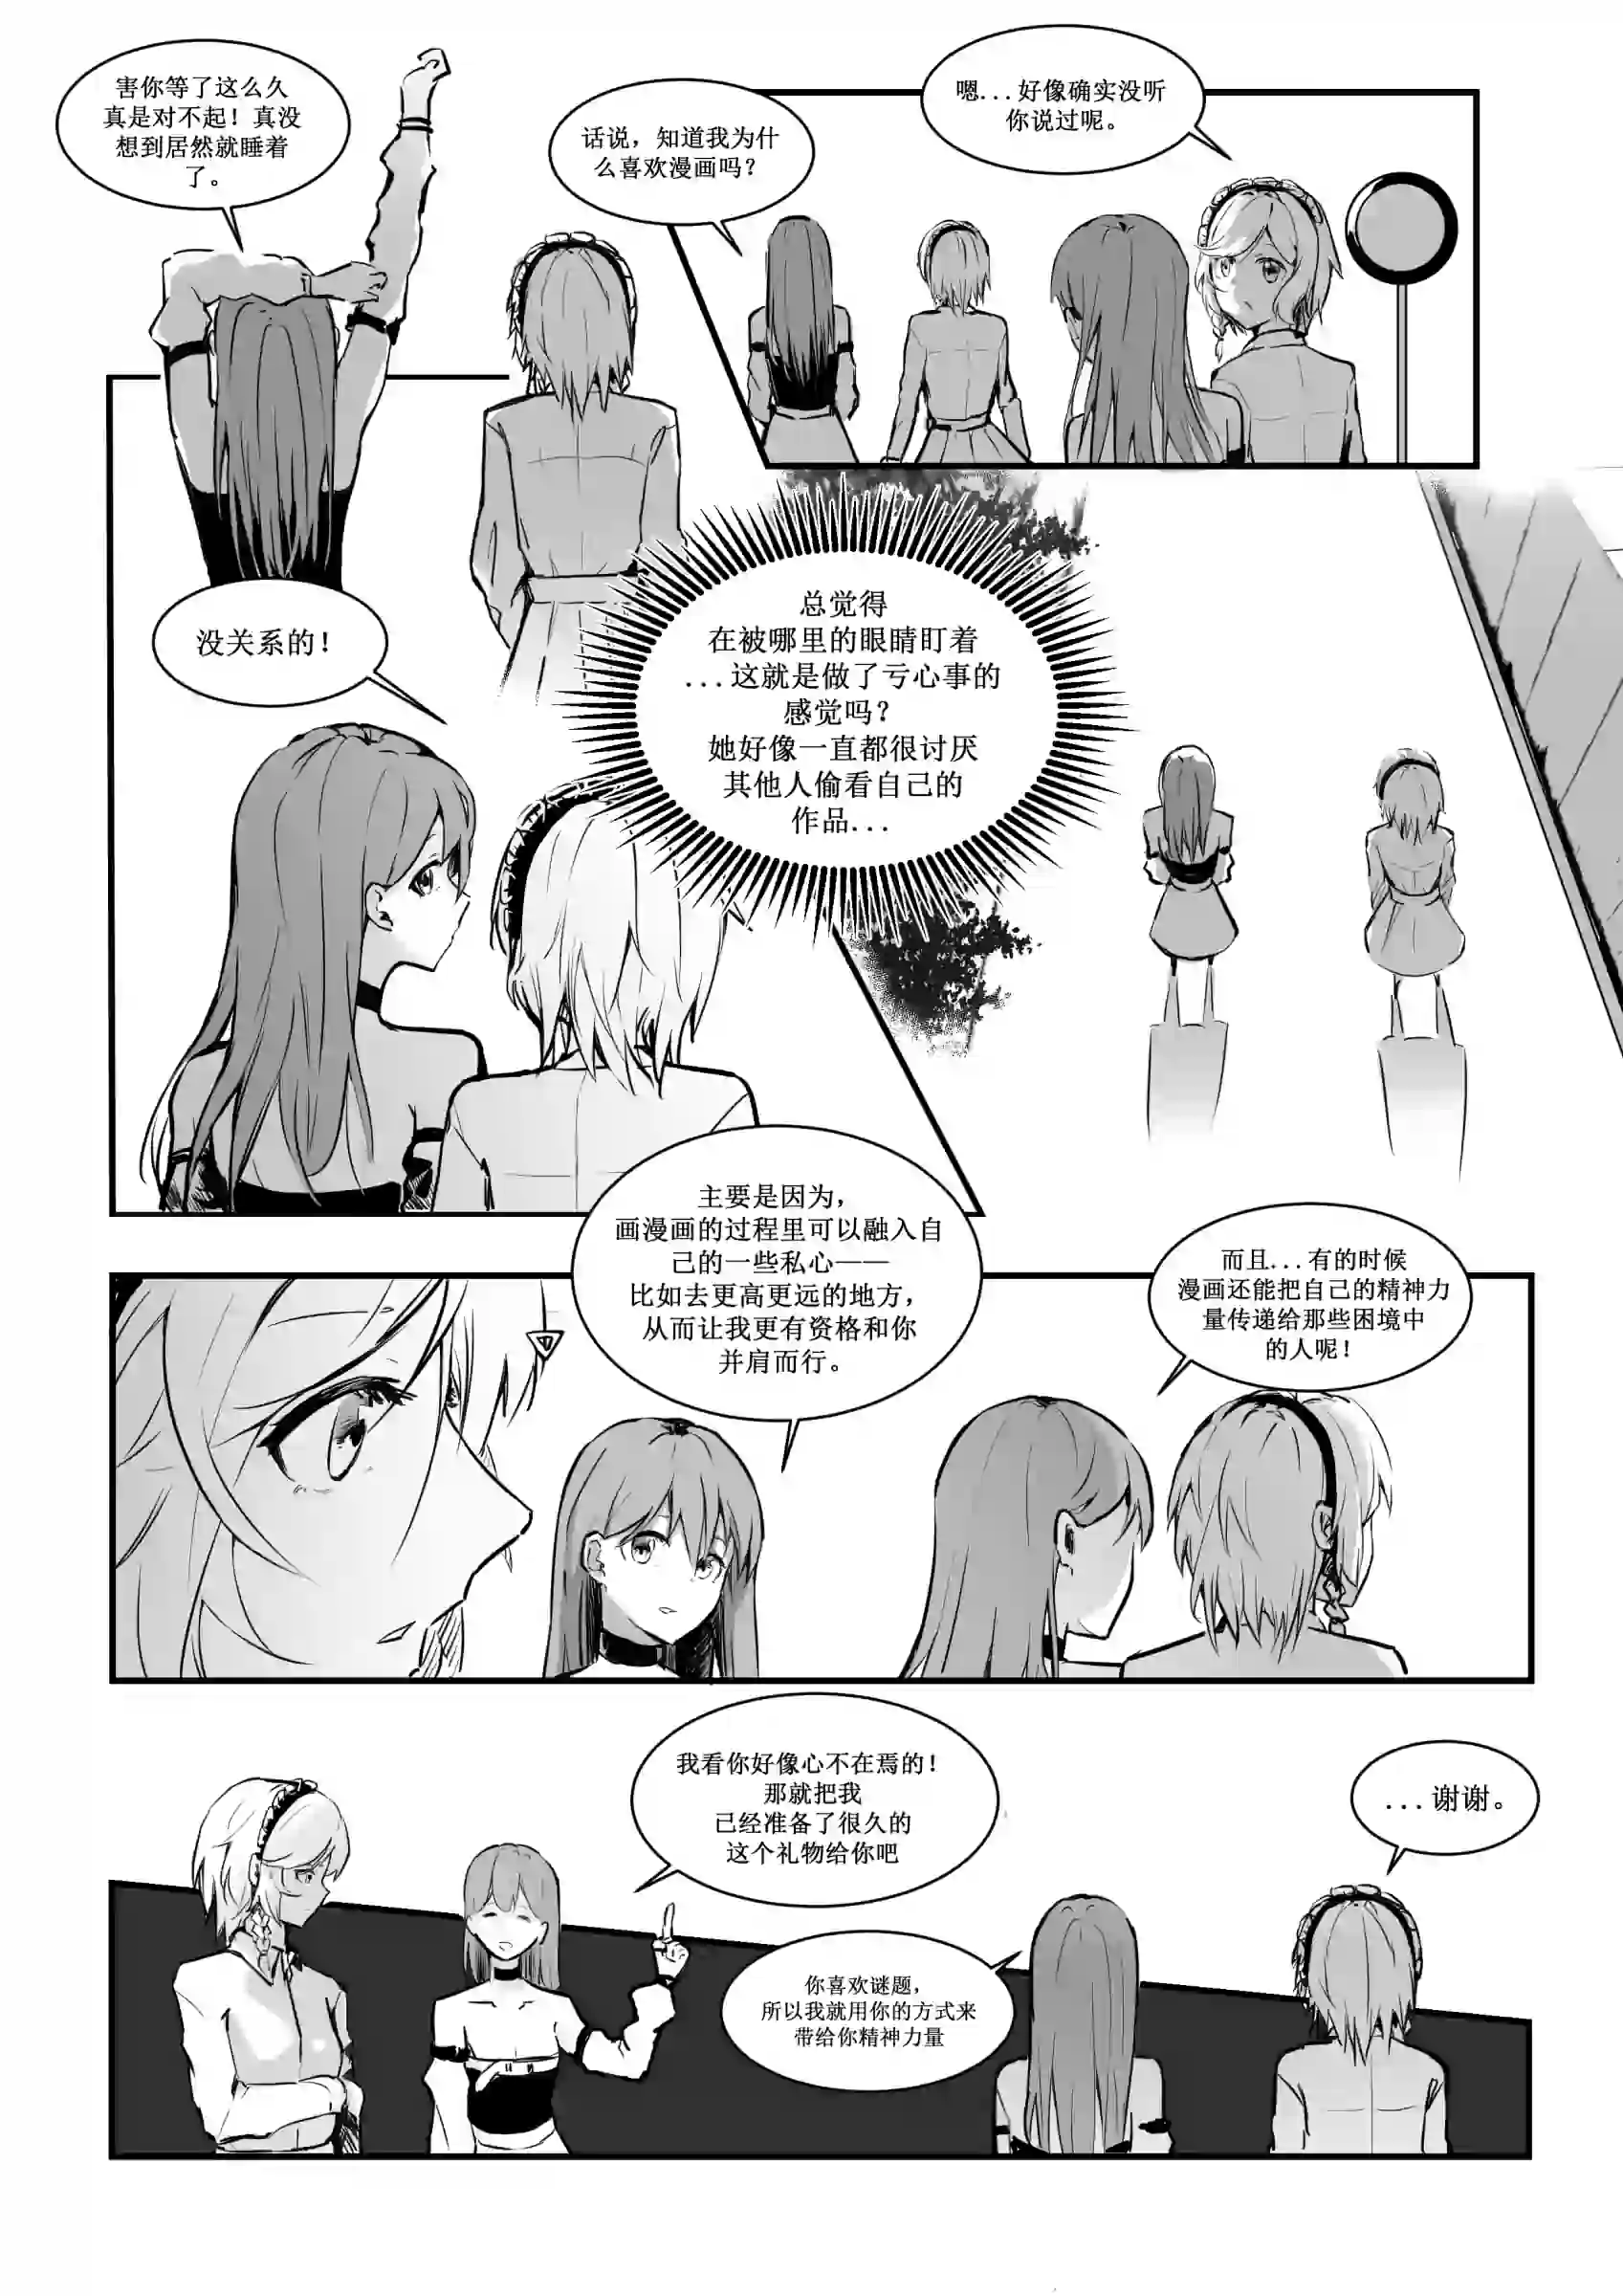 害你等了这么久
真是对不起！真没
想到居然就睡着
了。
没关系的！
话说，知道我为什
么喜欢漫画吗？
嗯...好像确实没听
你说过呢。
总觉得
在被哪里的眼睛盯着
...这就是做了亏心事的
感觉吗？
她好像一直都很讨厌
其他人偷看自己的
作品...
主要是因为，
画漫画的过程里可以融入自
己的一些私心——
比如去更高更远的地方，
从而让我更有资格和你
并肩而行。
而且...有的时候
漫画还能把自己的精神力
量传递给那些困境中
的人呢！
我看你好像心不在焉的！
那就把我
已经准备了很久的
这个礼物给你吧
你喜欢谜题，
所以我就用你的方式来
带给你精神力量
...谢谢。